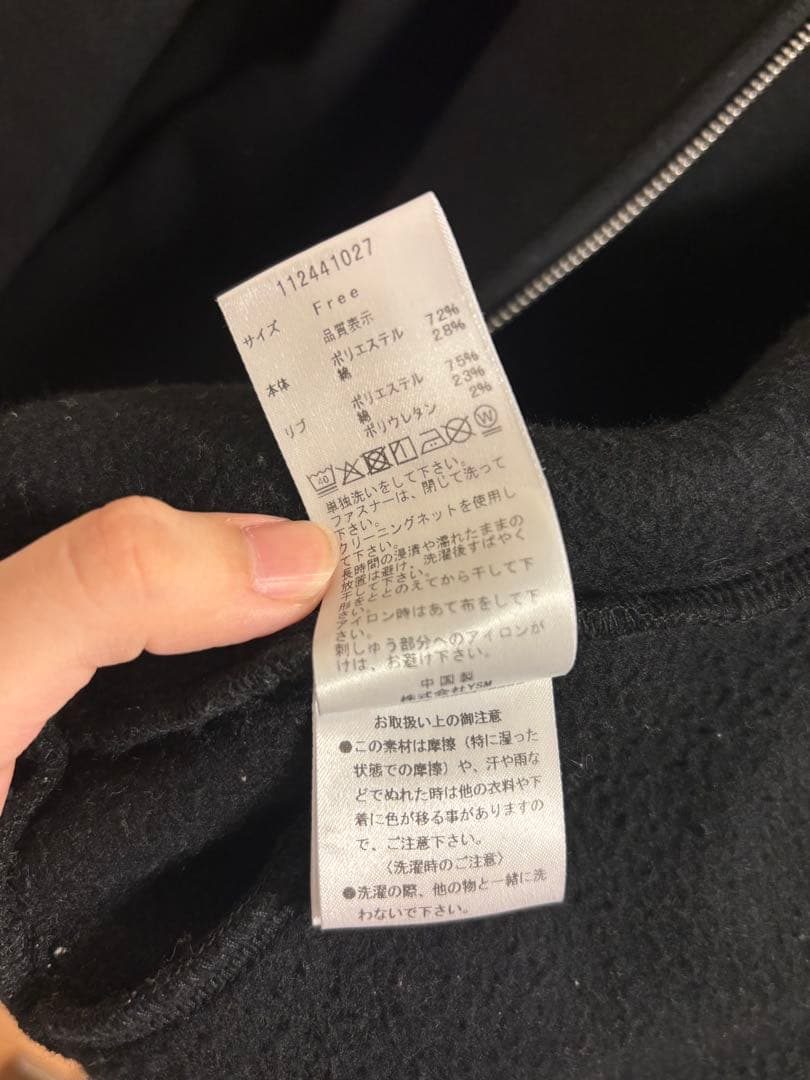 112441027
サイズ Free
品質表示
本体 ポリエステル 72%
綿 28%
リブ ポリエステル 75%
綿 23%
ポリウレタン 2%
40 W
単独洗いをして下さい。
ファスナーは、閉じて洗って
下さい。
クリーニングネットを使用し
て下さい。
長時間の浸漬や濡れたままの
放置は避け、洗濯後すばやく
干して下さい。
形をととのえてから干して下
さい。
アイロン時はあて布をして下
さい。
刺しゅう部分へのアイロンが
けは、お避け下さい。
中国製
株式会社YSM
お取扱い上の御注意
●この素材は摩擦（特に湿った
状態での摩擦）や、汗や雨な
どでぬれた時は他の衣料や下
着に色が移る事がありますの
で、ご注意下さい。
〈洗濯時のご注意〉
●洗濯の際、他の物と一緒に洗
わないで下さい。